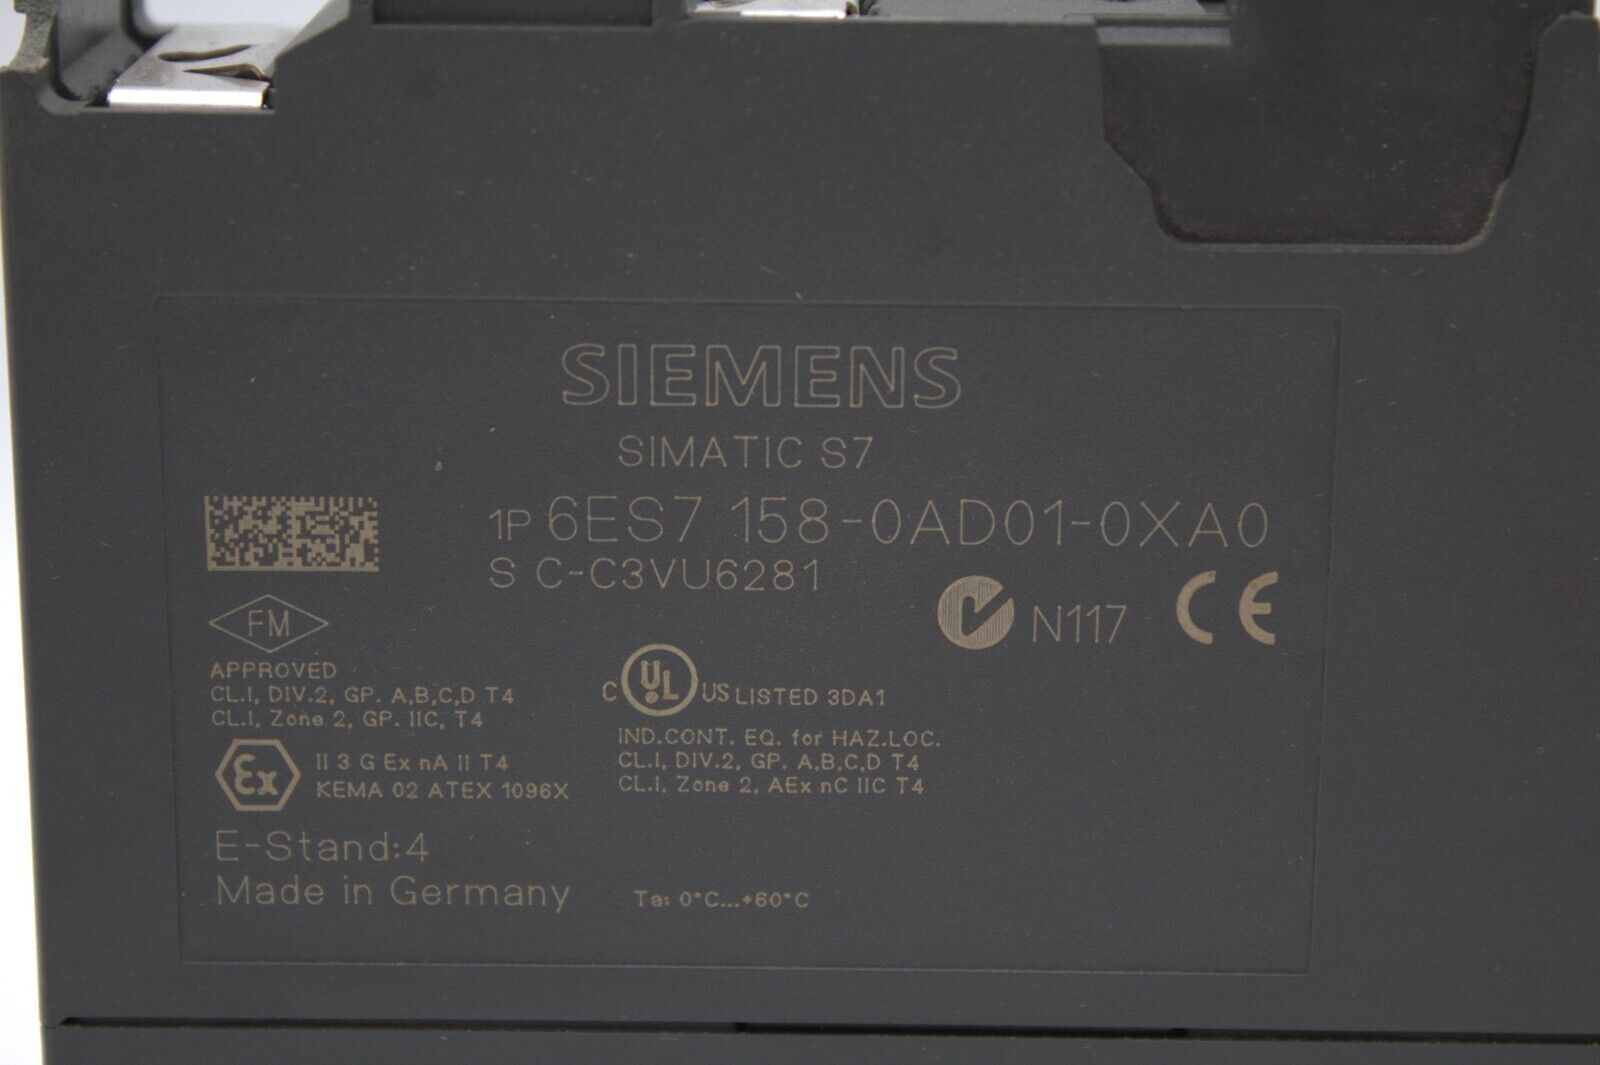 SIEMENS
SIMATIC S7
1P 6ES7 158-0AD01-0XA0
S C-C3VU6281
N117 CE
FM
APPROVED
CL.I, DIV.2, GP. A,B,C,D T4
CL.I, Zone 2, GP. IIC, T4
C UL US LISTED 3DA1
IND.CONT. EQ. for HAZ.LOC.
CL.I, DIV.2, GP. A,B,C,D T4
CL.I, Zone 2, AEx nC IIC T4
Ex II 3 G Ex nA II T4
KEMA 02 ATEX 1096X
E-Stand:4
Made in Germany
Ta: 0°C...+60°C